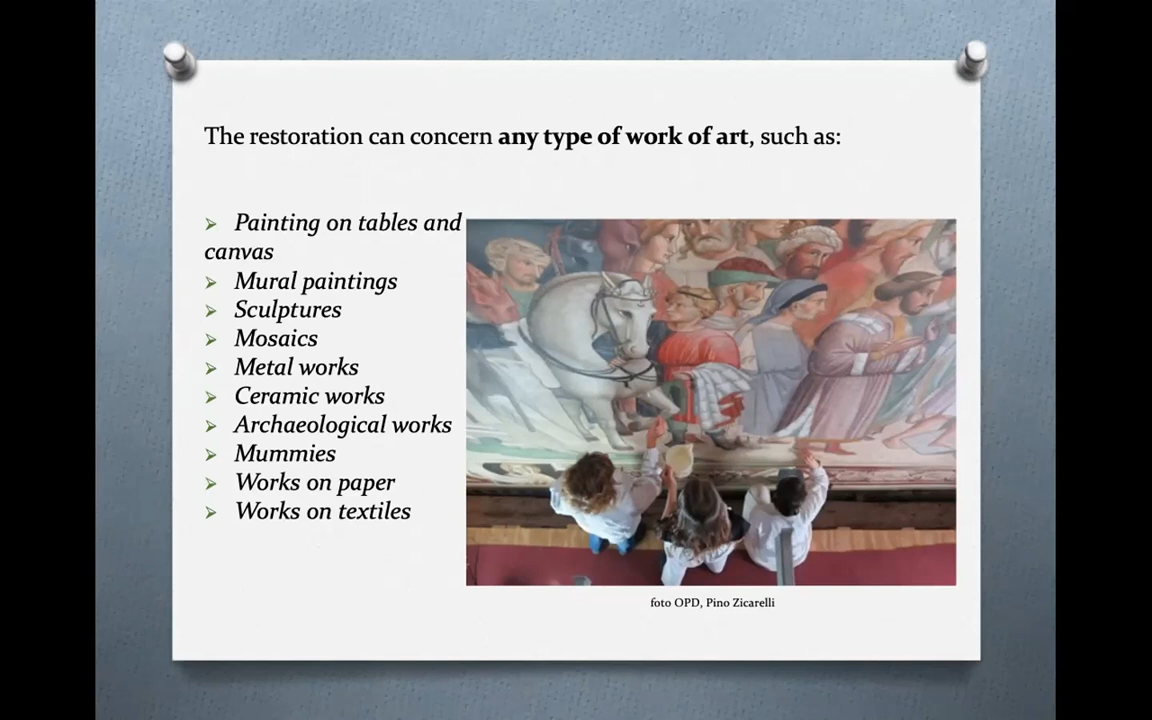 The restoration can concern any type of work of art, such as:
Painting on tables and
canvas
Mural paintings
Sculptures
Mosaics
Metal works
Ceramic works
Archaeological works
Mummies
Works on paper
Works on textiles
foto OPD, Pino Zicarelli